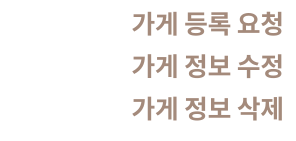 가게 등록 요청
가게 정보 수정
가게 정보 삭제